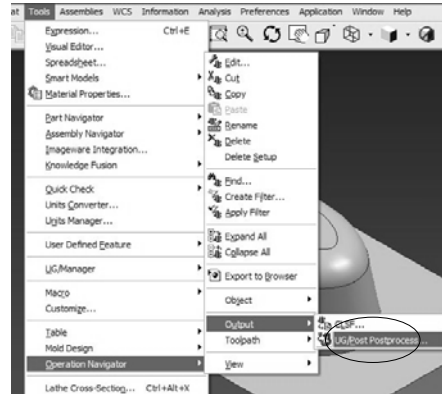 at Tools Assemblies WCS Information Analysis Preferences Application Window Help
Expression... Ctrl+E
Visual Editor...
Spreadsheet...
Smart Models
Material Properties...
Part Navigator
Assembly Navigator
Imageware Integration...
Knowledge Fusion
Quick Check
Units Converter...
Units Manager...
User Defined Feature
UG/Manager
Macro
Customize...
Table
Mold Design
Operation Navigator
Lathe Cross-Section... Ctrl+Alt+X
Edit...
Cut
Copy
Paste
Rename
Delete
Delete Setup
Find...
Create Filter...
Apply Filter
Expand All
Collapse All
Export to Browser
Object
Output
Toolpath
View
CLSF...
UG/Post Postprocess...